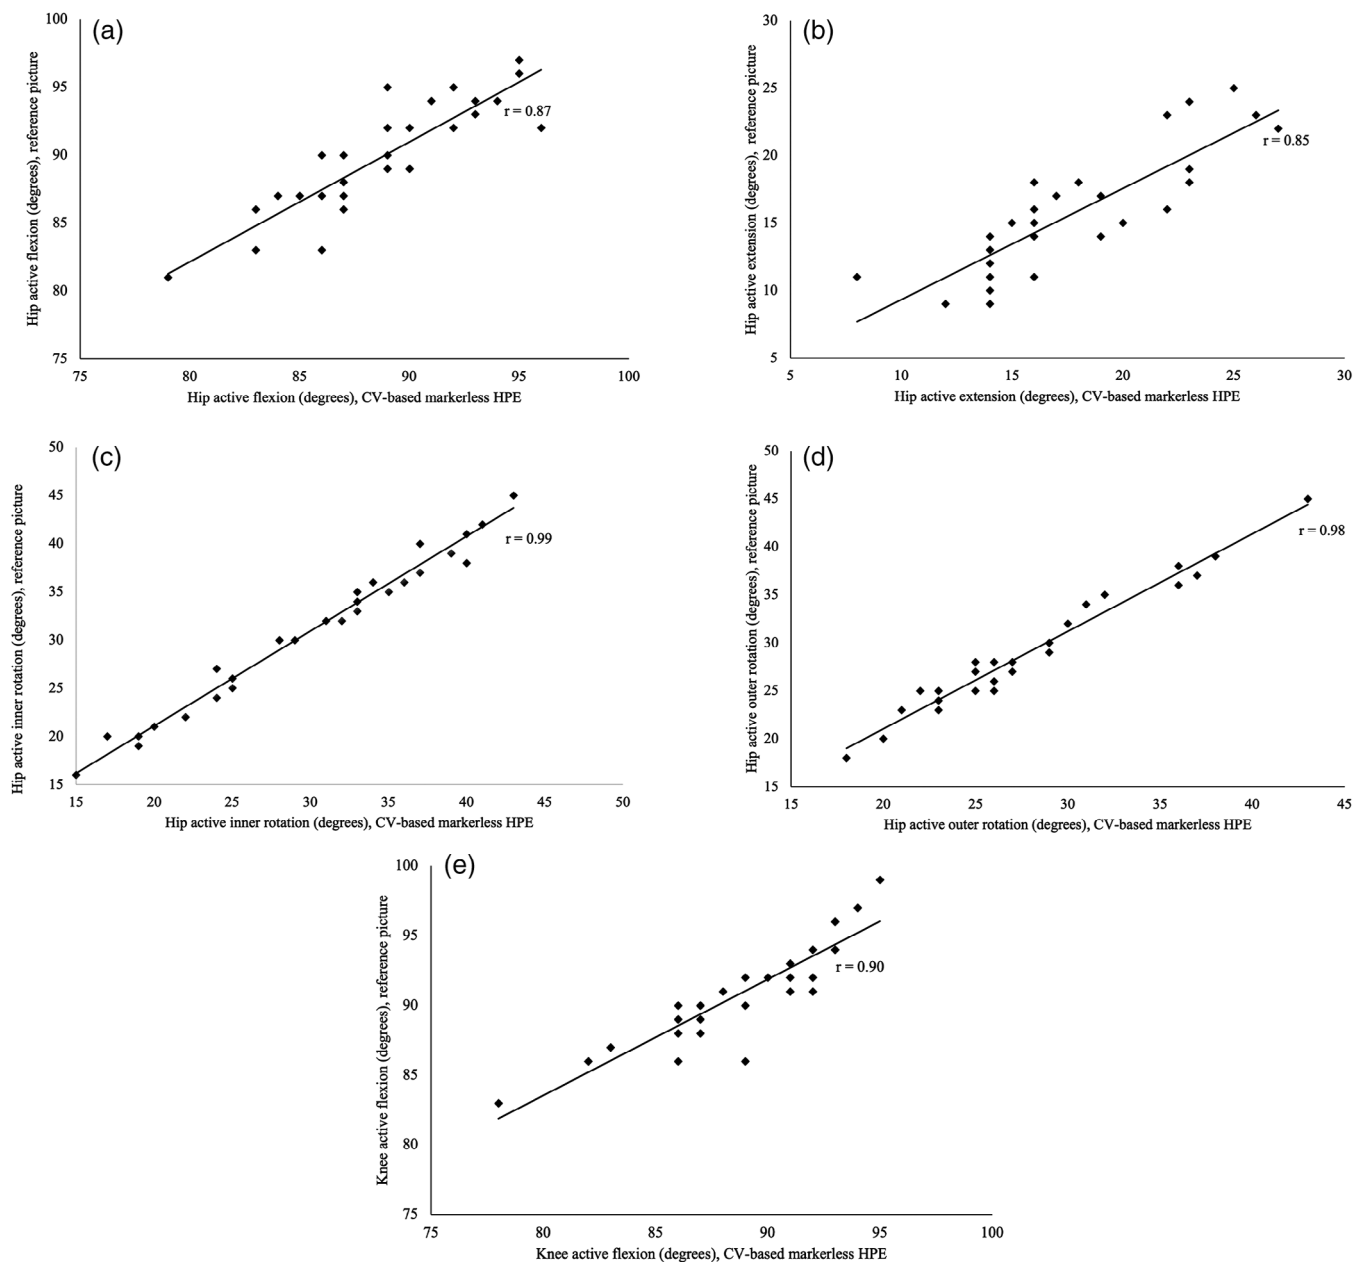 (a)
100
95
90
85
80
75
75 80 85 90 95 100
r = 0.87
Hip active flexion (degrees), reference picture
Hip active flexion (degrees), CV-based markerless HPE
(b)
30
25
20
15
10
5
5 10 15 20 25 30
r = 0.85
Hip active extension (degrees), reference picture
Hip active extension (degrees), CV-based markerless HPE
(c)
50
45
40
35
30
25
20
15
15 20 25 30 35 40 45 50
r = 0.99
Hip active inner rotation (degrees), reference picture
Hip active inner rotation (degrees), CV-based markerless HPE
(d)
50
45
40
35
30
25
20
15
15 20 25 30 35 40 45
r = 0.98
Hip active outer rotation (degrees), reference picture
Hip active outer rotation (degrees), CV-based markerless HPE
(e)
100
95
90
85
80
75
75 80 85 90 95 100
r = 0.90
Knee active flexion (degrees), reference picture
Knee active flexion (degrees), CV-based markerless HPE